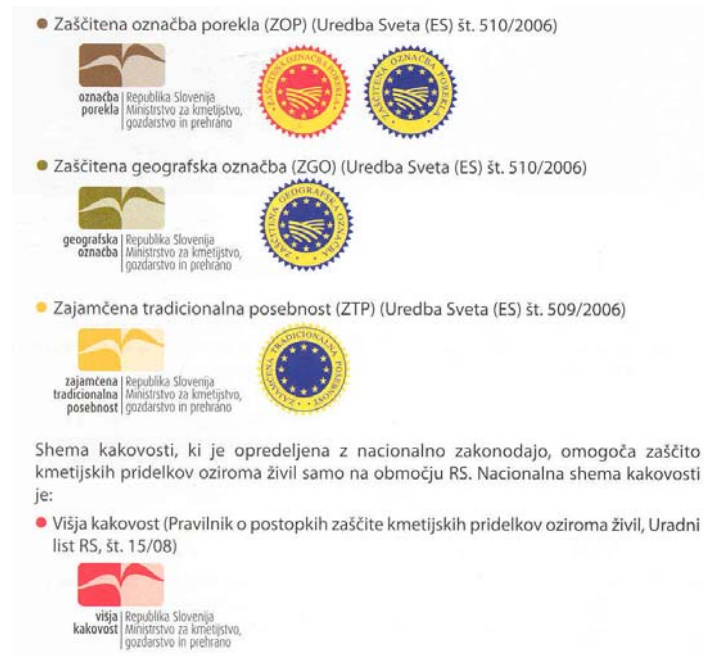 Zaščitena označba porekla (ZOP) (Uredba Sveta (ES) št. 510/2006)
označba porekla
Republika Slovenija
Ministrstvo za kmetijstvo,
gozdarstvo in prehrano
ZAŠČITENA OZNAČBA POREKLA
ZAŠČITENA OZNAČBA POREKLA
Zaščitena geografska označba (ZGO) (Uredba Sveta (ES) št. 510/2006)
geografska označba
Republika Slovenija
Ministrstvo za kmetijstvo,
gozdarstvo in prehrano
ZAŠČITENA GEOGRAFSKA OZNAČBA
Zajamčena tradicionalna posebnost (ZTP) (Uredba Sveta (ES) št. 509/2006)
zajamčena
tradicionalna
posebnost
Republika Slovenija
Ministrstvo za kmetijstvo,
gozdarstvo in prehrano
ZAJAMČENA TRADICIONALNA POSEBNOST
Shema kakovosti, ki je opredeljena z nacionalno zakonodajo, omogoča zaščito
kmetijskih pridelkov oziroma živil samo na območju RS. Nacionalna shema kakovosti
je:
Višja kakovost (Pravilnik o postopkih zaščite kmetijskih pridelkov oziroma živil, Uradni
list RS, št. 15/08)
višja
kakovost
Republika Slovenija
Ministrstvo za kmetijstvo,
gozdarstvo in prehrano